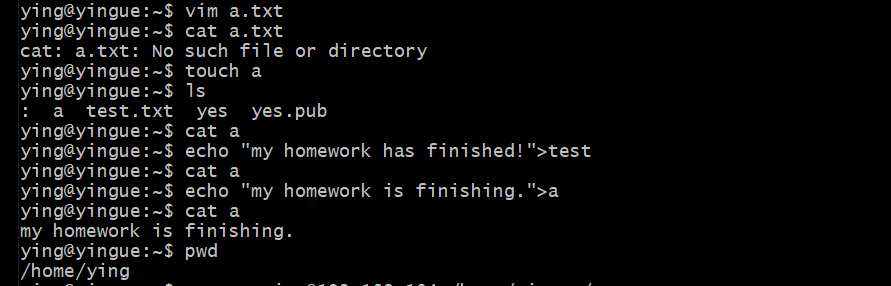 ying@yingue:~$ vim a.txt
ying@yingue:~$ cat a.txt
cat: a.txt: No such file or directory
ying@yingue:~$ touch a
ying@yingue:~$ ls
:  a  test.txt  yes  yes.pub
ying@yingue:~$ cat a
ying@yingue:~$ echo "my homework has finished!">test
ying@yingue:~$ cat a
ying@yingue:~$ echo "my homework is finishing.">a
ying@yingue:~$ cat a
my homework is finishing.
ying@yingue:~$ pwd
/home/ying